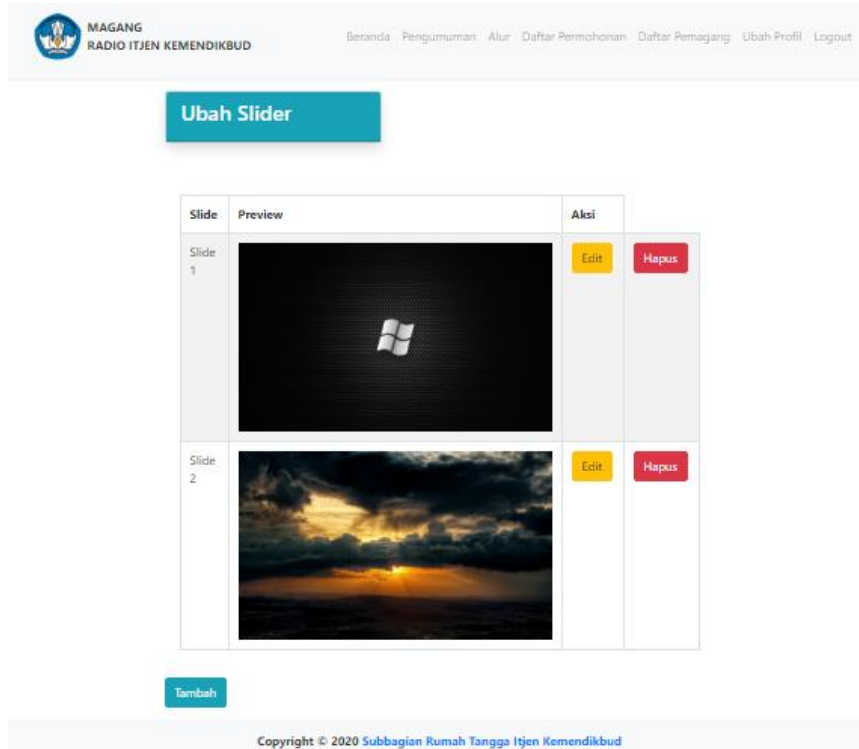 MAGANG
RADIO ITJEN KEMENDIKBUD
Beranda Pengumuman Alur Daftar Permohonan Daftar Pemagang Ubah Profil Logout
Ubah Slider
Slide Preview Aksi
Slide
1
Edit Hapus
Slide
2
Edit Hapus
Tambah
Copyright © 2020 Subbagian Rumah Tangga Itjen Kemendikbud